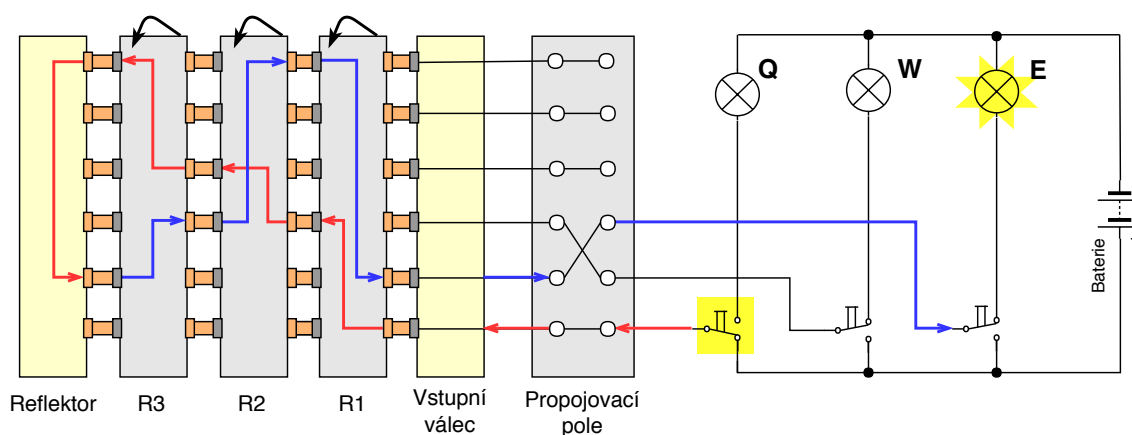 Q
W
E
Baterie
Reflektor
R3
R2
R1
Vstupní
válec
Propojovací
pole